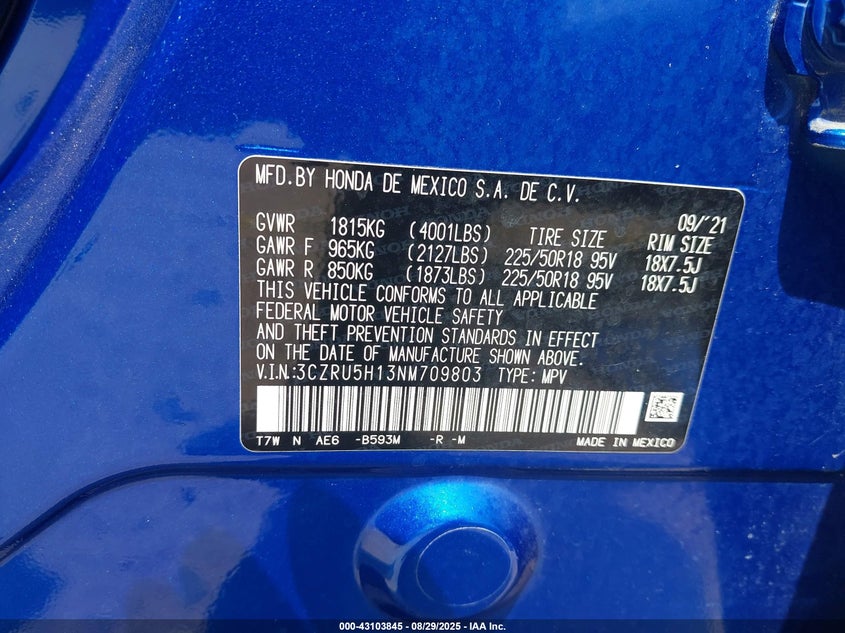 MFD.BY HONDA DE MEXICO S.A. DE C.V.
09/'21
GVWR 1815KG (4001LBS) TIRE SIZE RIM SIZE
GAWR F 965KG (2127LBS) 225/50R18 95V 18X7.5J
GAWR R 850KG (1873LBS) 225/50R18 95V 18X7.5J
THIS VEHICLE CONFORMS TO ALL APPLICABLE
FEDERAL MOTOR VEHICLE SAFETY
AND THEFT PREVENTION STANDARDS IN EFFECT
ON THE DATE OF MANUFACTURE SHOWN ABOVE.
V.I.N:3CZRU5H13NM709803 TYPE: MPV
T7W N AE6 -B593M -R -M MADE IN MEXICO
000-43103845 - 08/29/2025 - IAA Inc.